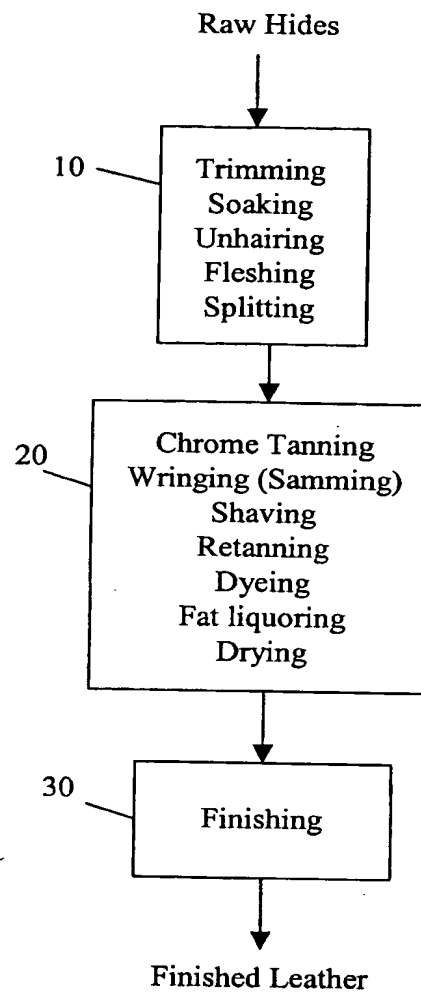 Raw Hides
10
Trimming
Soaking
Unhairing
Fleshing
Splitting
20
Chrome Tanning
Wringing (Samming)
Shaving
Retanning
Dyeing
Fat liquoring
Drying
30
Finishing
Finished Leather